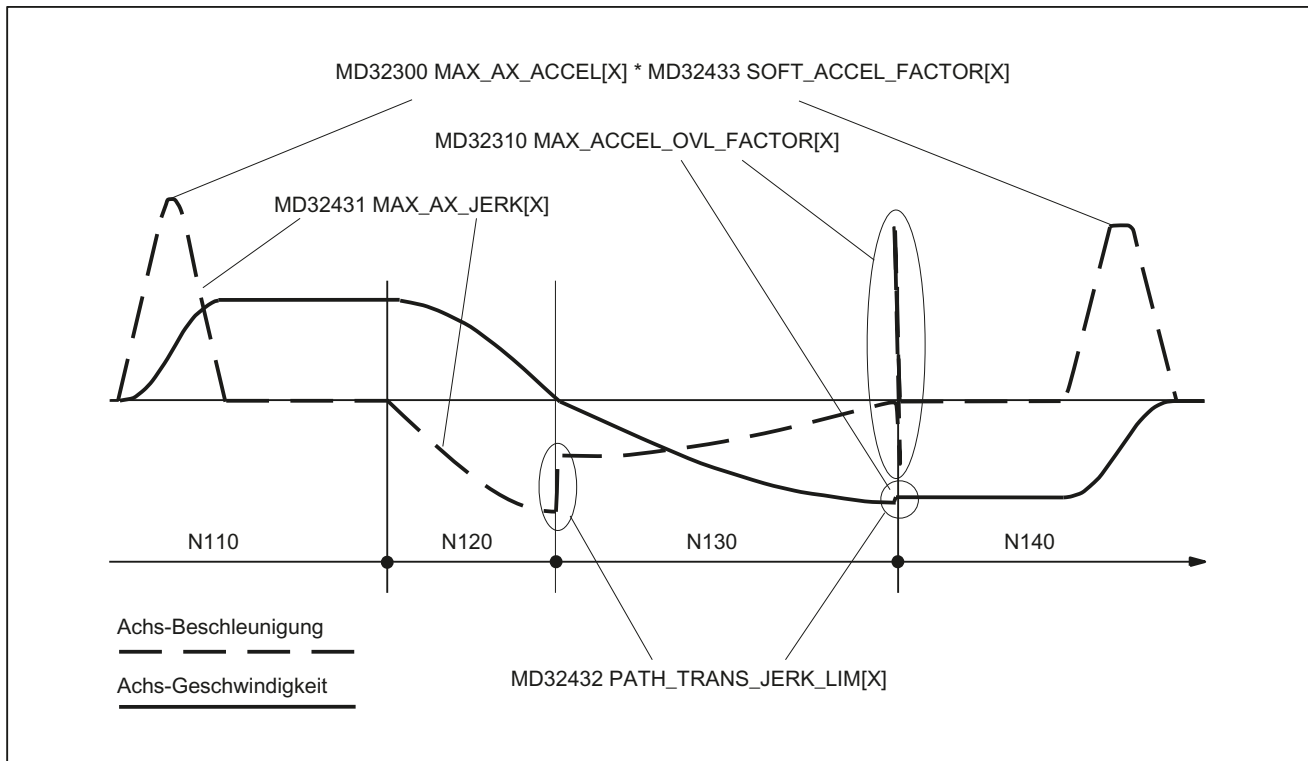 MD32300 MAX_AX_ACCEL[X] * MD32433 SOFT_ACCEL_FACTOR[X]
MD32310 MAX_ACCEL_OVL_FACTOR[X]
MD32431 MAX_AX_JERK[X]
N110
N120
N130
N140
Achs-Beschleunigung
Achs-Geschwindigkeit
MD32432 PATH_TRANS_JERK_LIM[X]